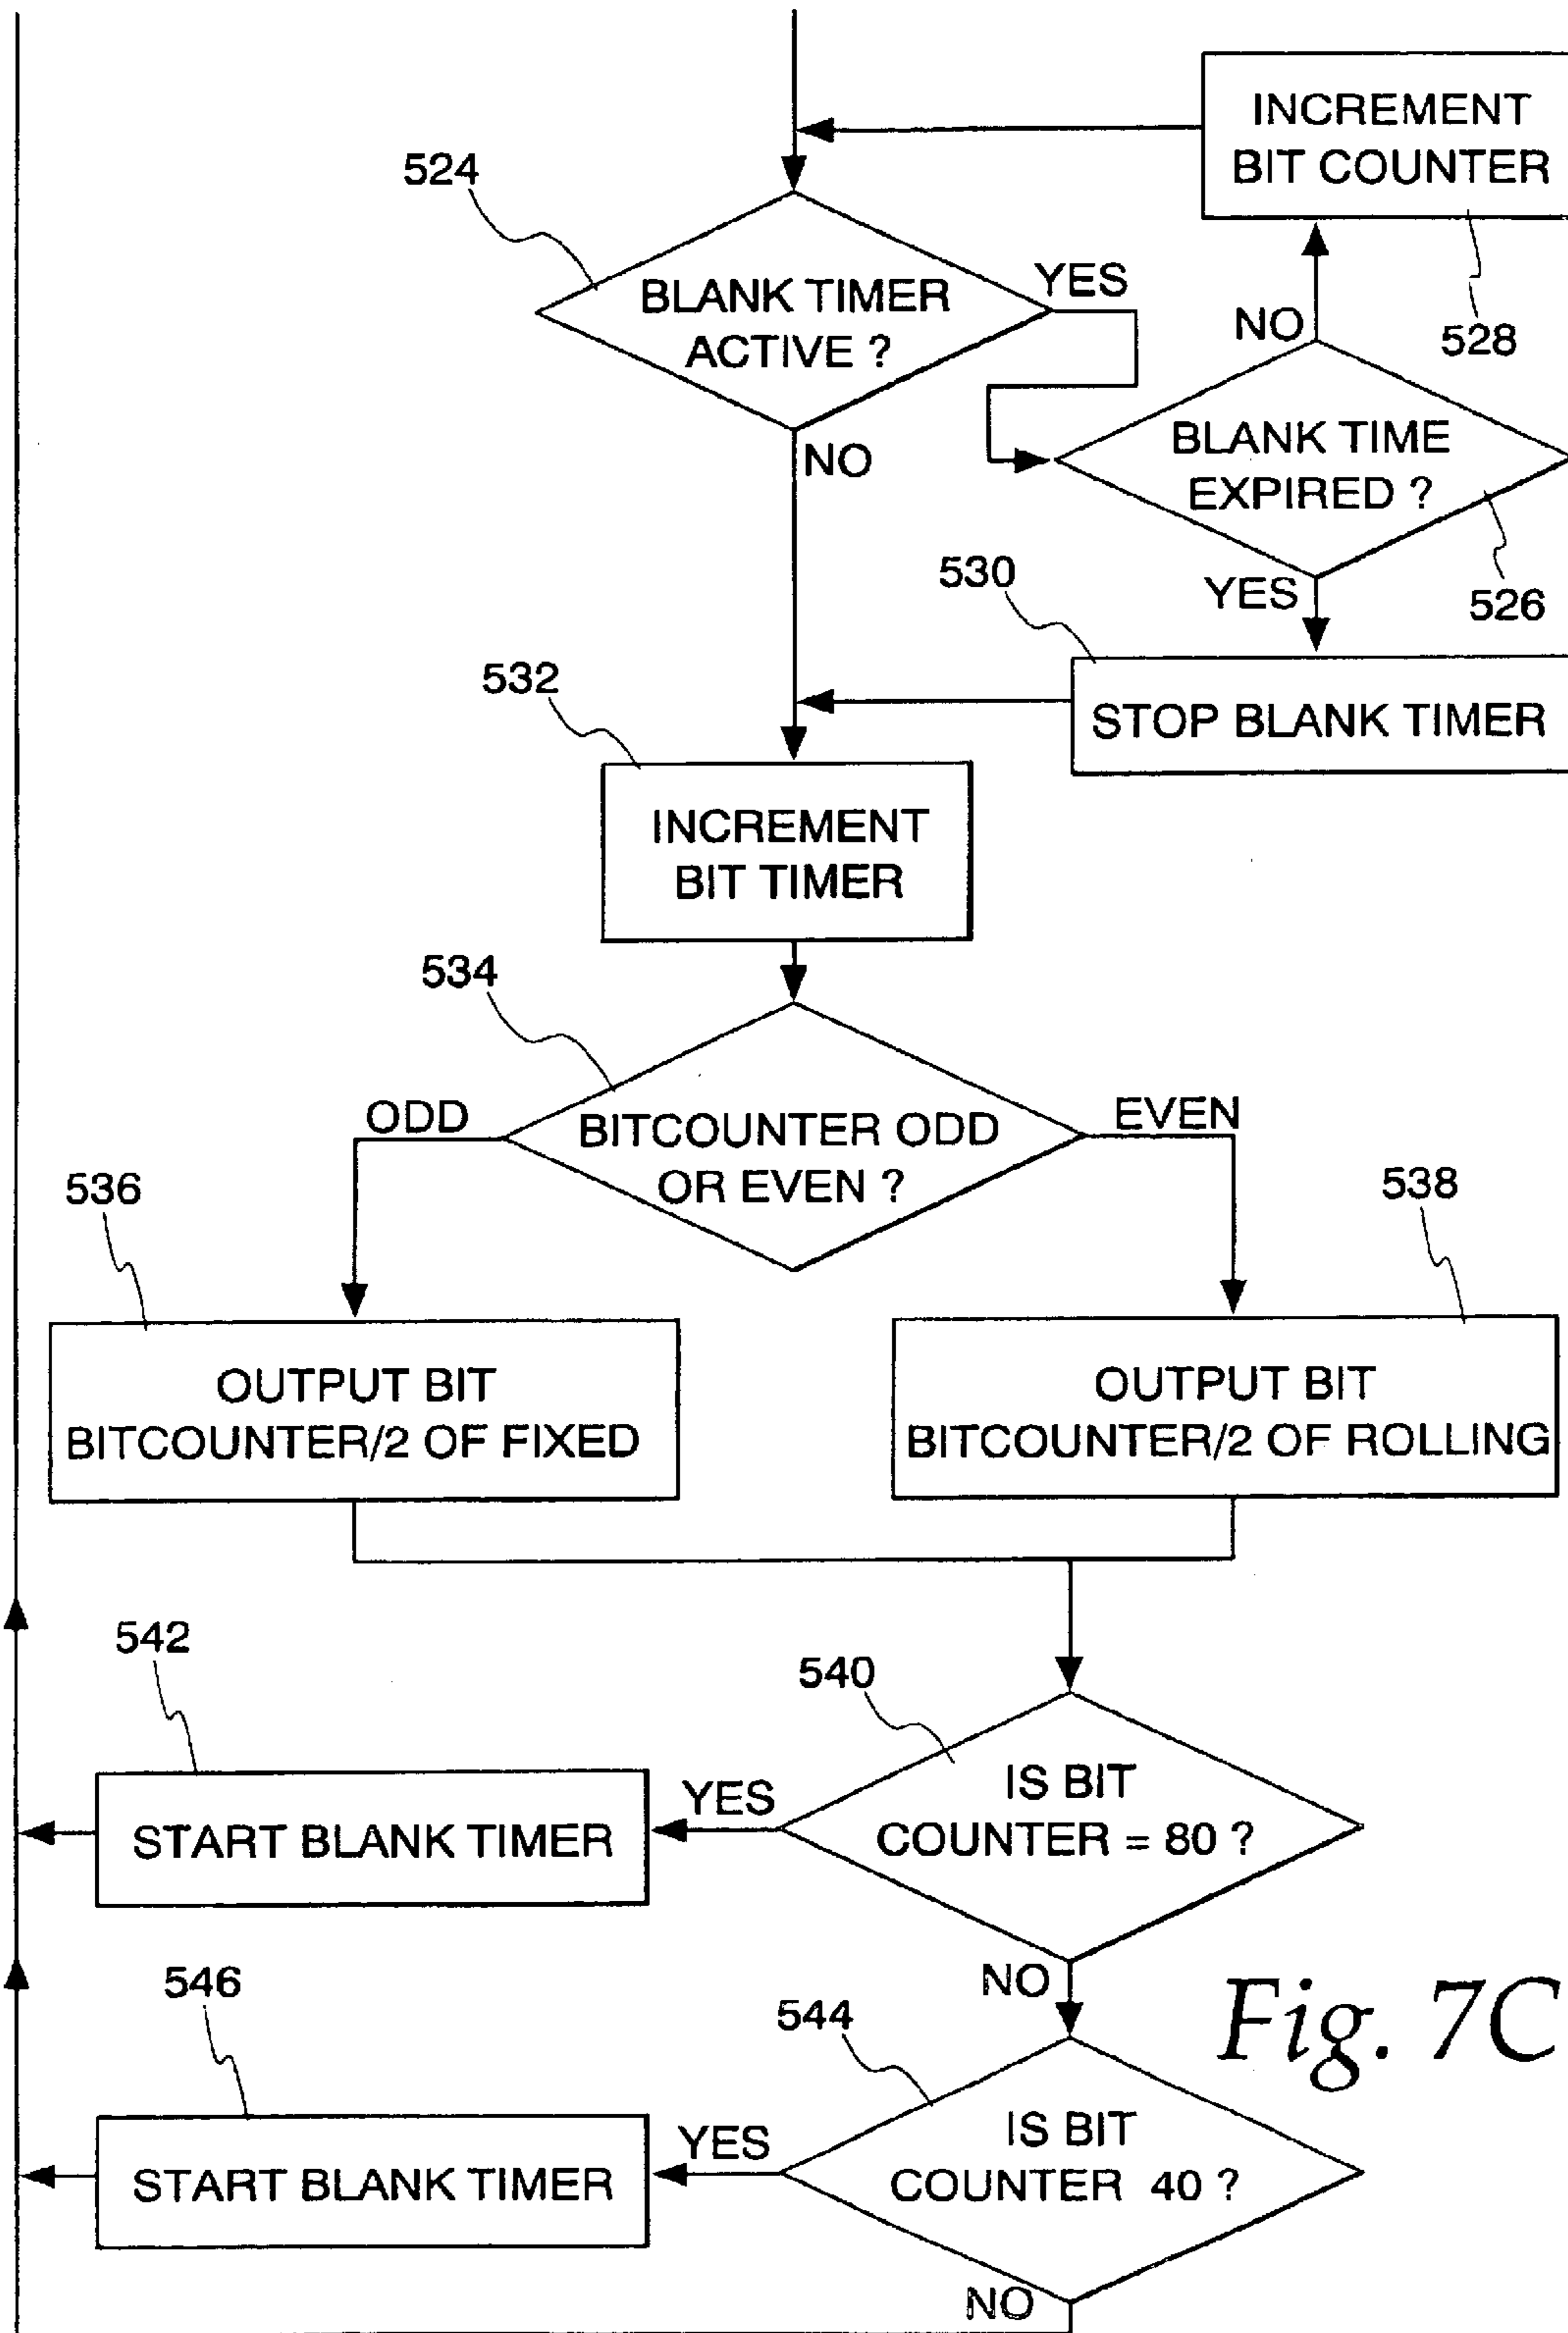 INCREMENT
BIT COUNTER
528
524
BLANK TIMER
ACTIVE ?
YES
NO
NO
BLANK TIME
EXPIRED ?
526
YES
530
STOP BLANK TIMER
532
INCREMENT
BIT TIMER
534
BITCOUNTER ODD
OR EVEN ?
ODD
EVEN
536
OUTPUT BIT
BITCOUNTER/2 OF FIXED
538
OUTPUT BIT
BITCOUNTER/2 OF ROLLING
540
IS BIT
COUNTER = 80 ?
YES
542
START BLANK TIMER
NO
544
IS BIT
COUNTER 40 ?
YES
546
START BLANK TIMER
NO
Fig. 7C